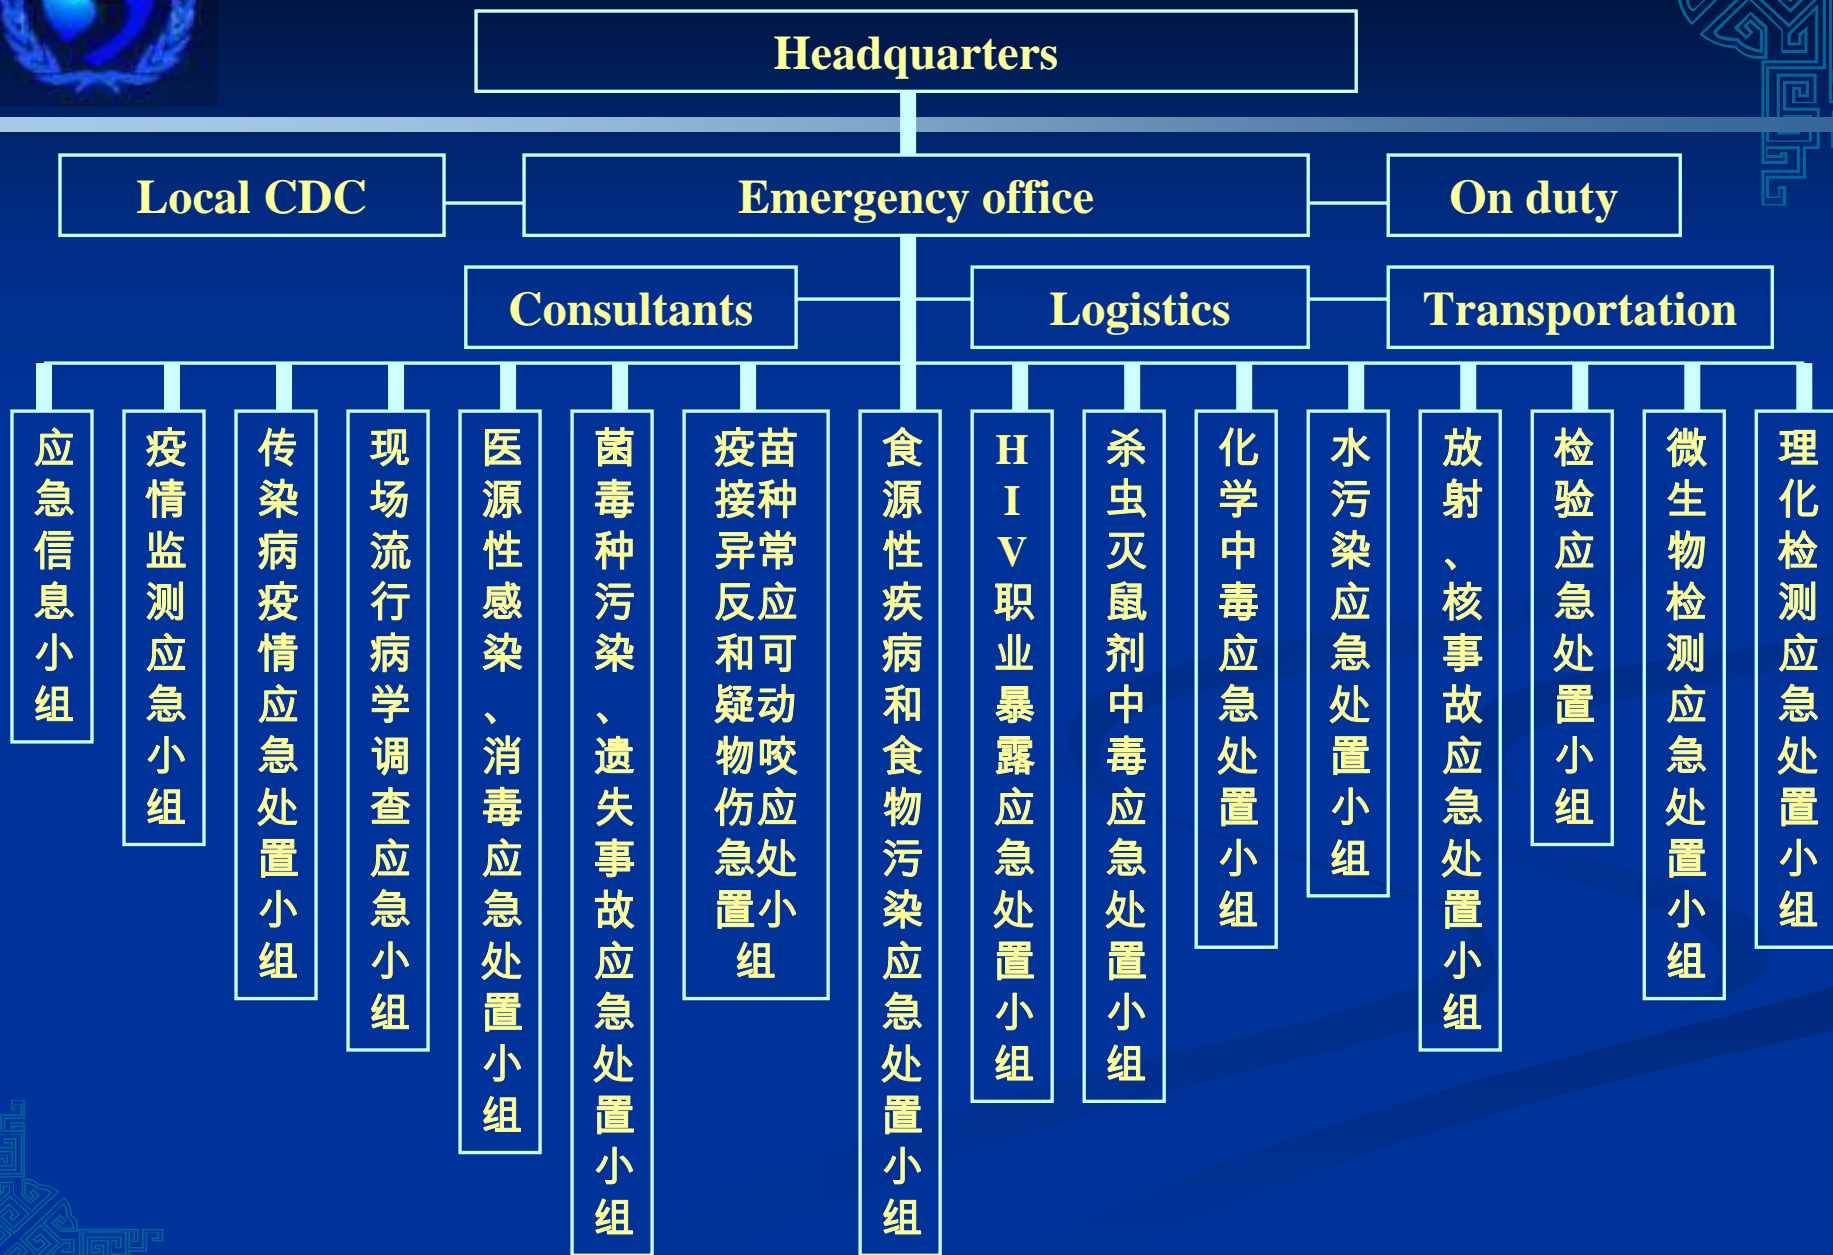 Headquarters
Local CDC
Emergency office
On duty
Consultants
Logistics
Transportation
应急信息小组
疫情监测应急小组
传染病疫情应急处置小组
现场流行病学调查应急小组
医源性感染、消毒应急处置小组
菌毒种污染、遗失事故应急处置小组
疫苗
接种
异常
反应
和可
疑动
物咬
伤应
急处
置小
组
食源性疾病和食物污染应急处置小组
HIV职业暴露应急处置小组
杀虫灭鼠剂中毒应急处置小组
化学中毒应急处置小组
水污染应急处置小组
放射、核事故应急处置小组
检验应急处置小组
微生物检测应急处置小组
理化检测应急处置小组